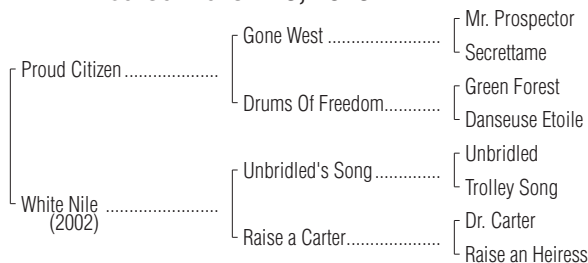 Mr. Prospector
Gone West
Secrettame
Proud Citizen
Green Forest
Drums Of Freedom
Danseuse Etoile
Unbridled
Unbridled's Song
Trolley Song
White Nile
(2002)
Dr. Carter
Raise a Carter
Raise an Heiress